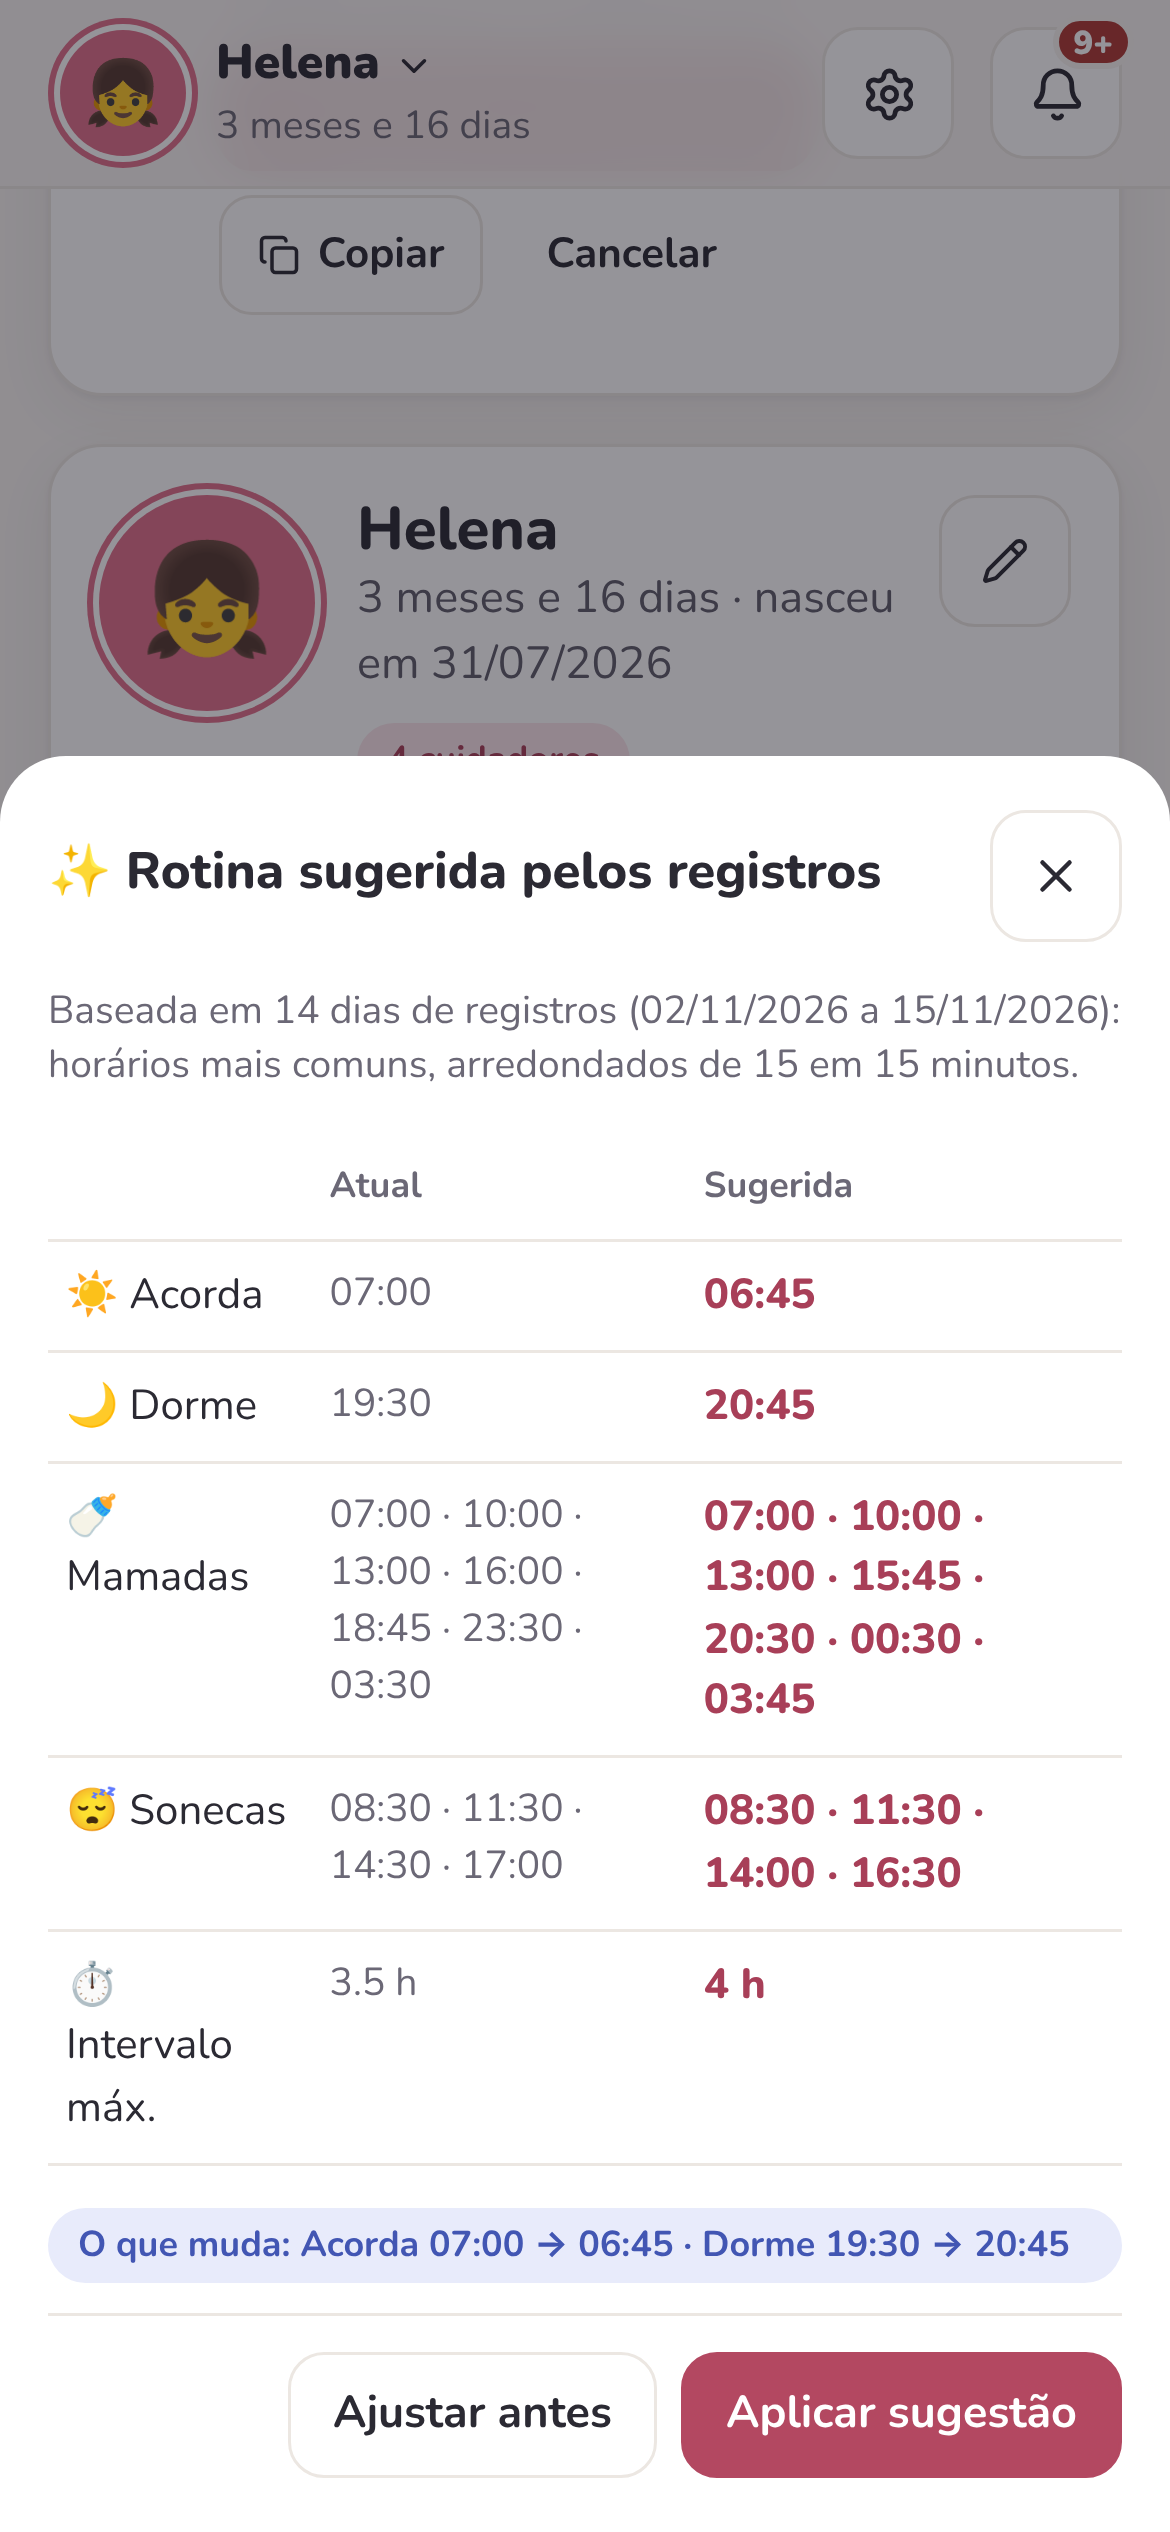 Helena
3 meses e 16 dias
9+
Copiar
Cancelar
Helena
3 meses e 16 dias · nasceu
em 31/07/2026
4 cuidadores
✨ Rotina sugerida pelos registros
Baseada em 14 dias de registros (02/11/2026 a 15/11/2026):
horários mais comuns, arredondados de 15 em 15 minutos.
Atual Sugerida
☀️ Acorda 07:00 06:45
🌙 Dorme 19:30 20:45
🍼 07:00 · 10:00 · 07:00 · 10:00 ·
Mamadas 13:00 · 16:00 · 13:00 · 15:45 ·
18:45 · 23:30 · 20:30 · 00:30 ·
03:30 03:45
😴 Sonecas 08:30 · 11:30 · 08:30 · 11:30 ·
14:30 · 17:00 14:00 · 16:30
⏱️ 3.5 h 4 h
Intervalo
máx.
O que muda: Acorda 07:00 → 06:45 · Dorme 19:30 → 20:45
Ajustar antes
Aplicar sugestão